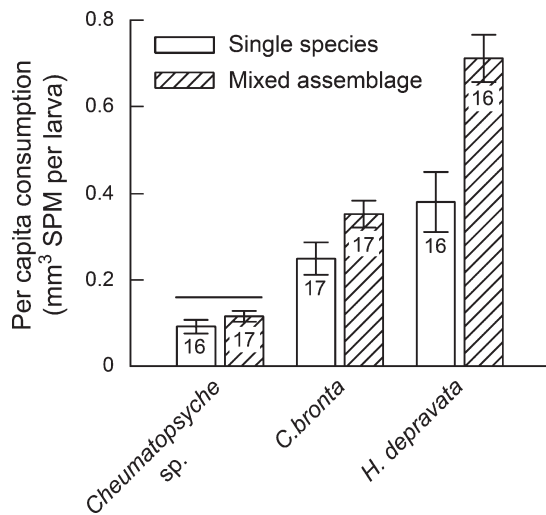 Per capita consumption
(mm³ SPM per larva)
0.8
0.6
0.4
0.2
0
Single species
Mixed assemblage
16
17
17
17
16
16
Cheumatopsyche
sp.
C.bronta
H. depravata